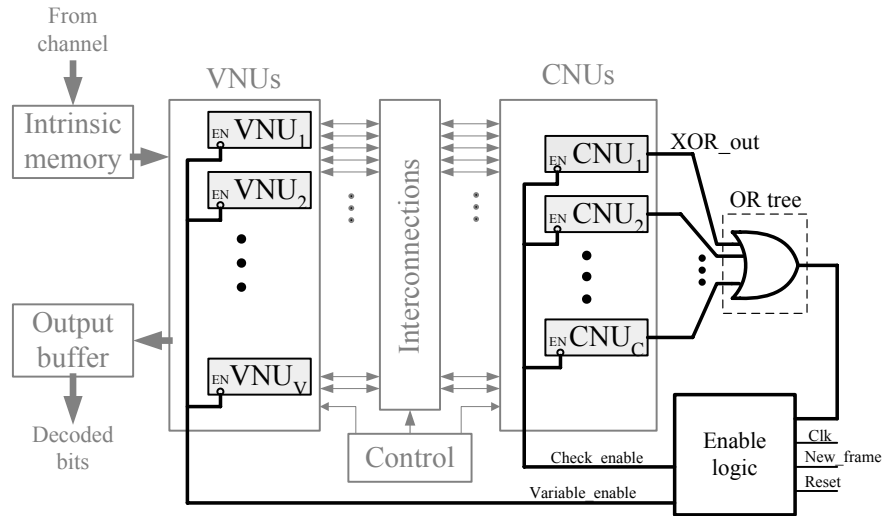 From
channel
VNUs
CNUs
Intrinsic
memory
EN VNU1
EN VNU2
EN VNUV
Interconnections
EN CNU1
EN CNU2
EN CNUC
XOR_out
OR tree
Output
buffer
Decoded
bits
Control
Enable
logic
Check_enable
Variable_enable
Clk
New_frame
Reset